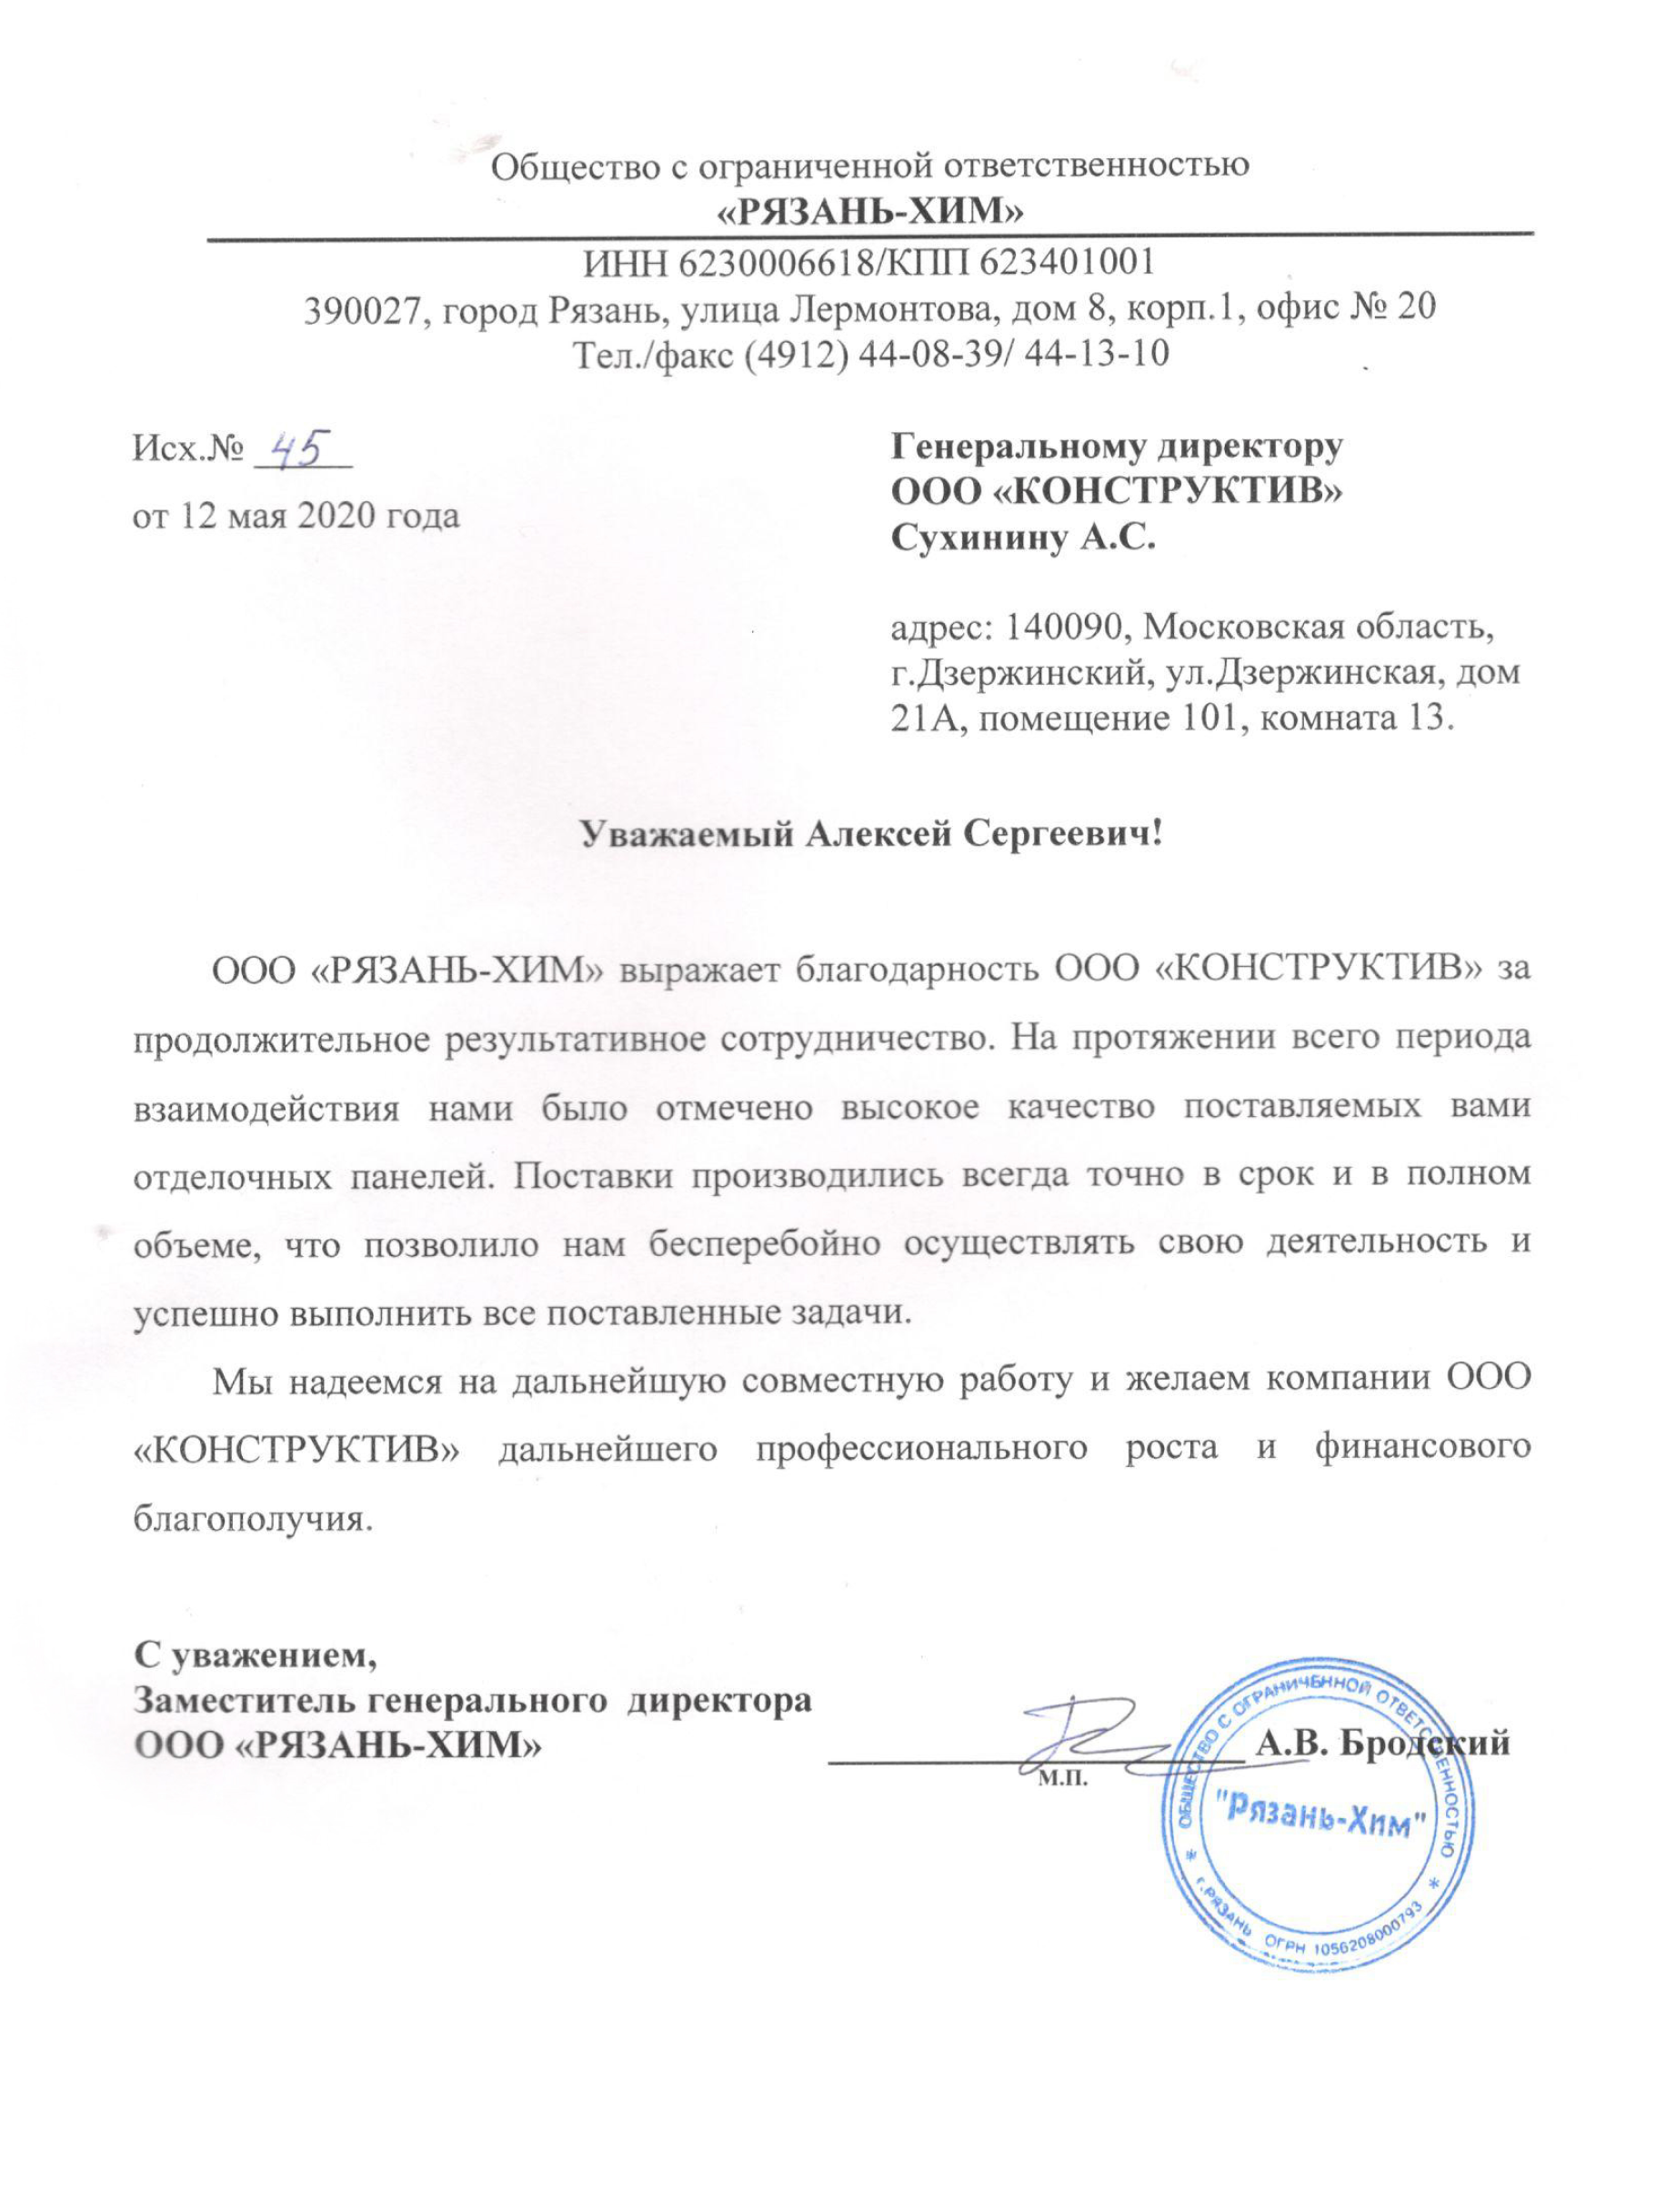 Общество с ограниченной ответственностью
«РЯЗАНЬ-ХИМ»
ИНН 6230006618/КПП 623401001
390027, город Рязань, улица Лермонтова, дом 8, корп.1, офис № 20
Тел./факс (4912) 44-08-39/ 44-13-10
Исх.№ 45
от 12 мая 2020 года
Генеральному директору
ООО «КОНСТРУКТИВ»
Сухинину А.С.
адрес: 140090, Московская область,
г.Дзержинский, ул.Дзержинская, дом
21А, помещение 101, комната 13.
Уважаемый Алексей Сергеевич!
ООО «РЯЗАНЬ-ХИМ» выражает благодарность ООО «КОНСТРУКТИВ» за
продолжительное результативное сотрудничество. На протяжении всего периода
взаимодействия нами было отмечено высокое качество поставляемых вами
отделочных панелей. Поставки производились всегда точно в срок и в полном
объеме, что позволило нам бесперебойно осуществлять свою деятельность и
успешно выполнить все поставленные задачи.
Мы надеемся на дальнейшую совместную работу и желаем компании ООО
«КОНСТРУКТИВ» дальнейшего профессионального роста и финансового
благополучия.
С уважением,
Заместитель генерального директора
ООО «РЯЗАНЬ-ХИМ»
А.В. Бродский
М.П.
ОБЩЕСТВО С ОГРАНИЧЕННОЙ ОТВЕТСТВЕННОСТЬЮ
"Рязань-Хим"
* г.РЯЗАНЬ ОГРН 1056208000793 *